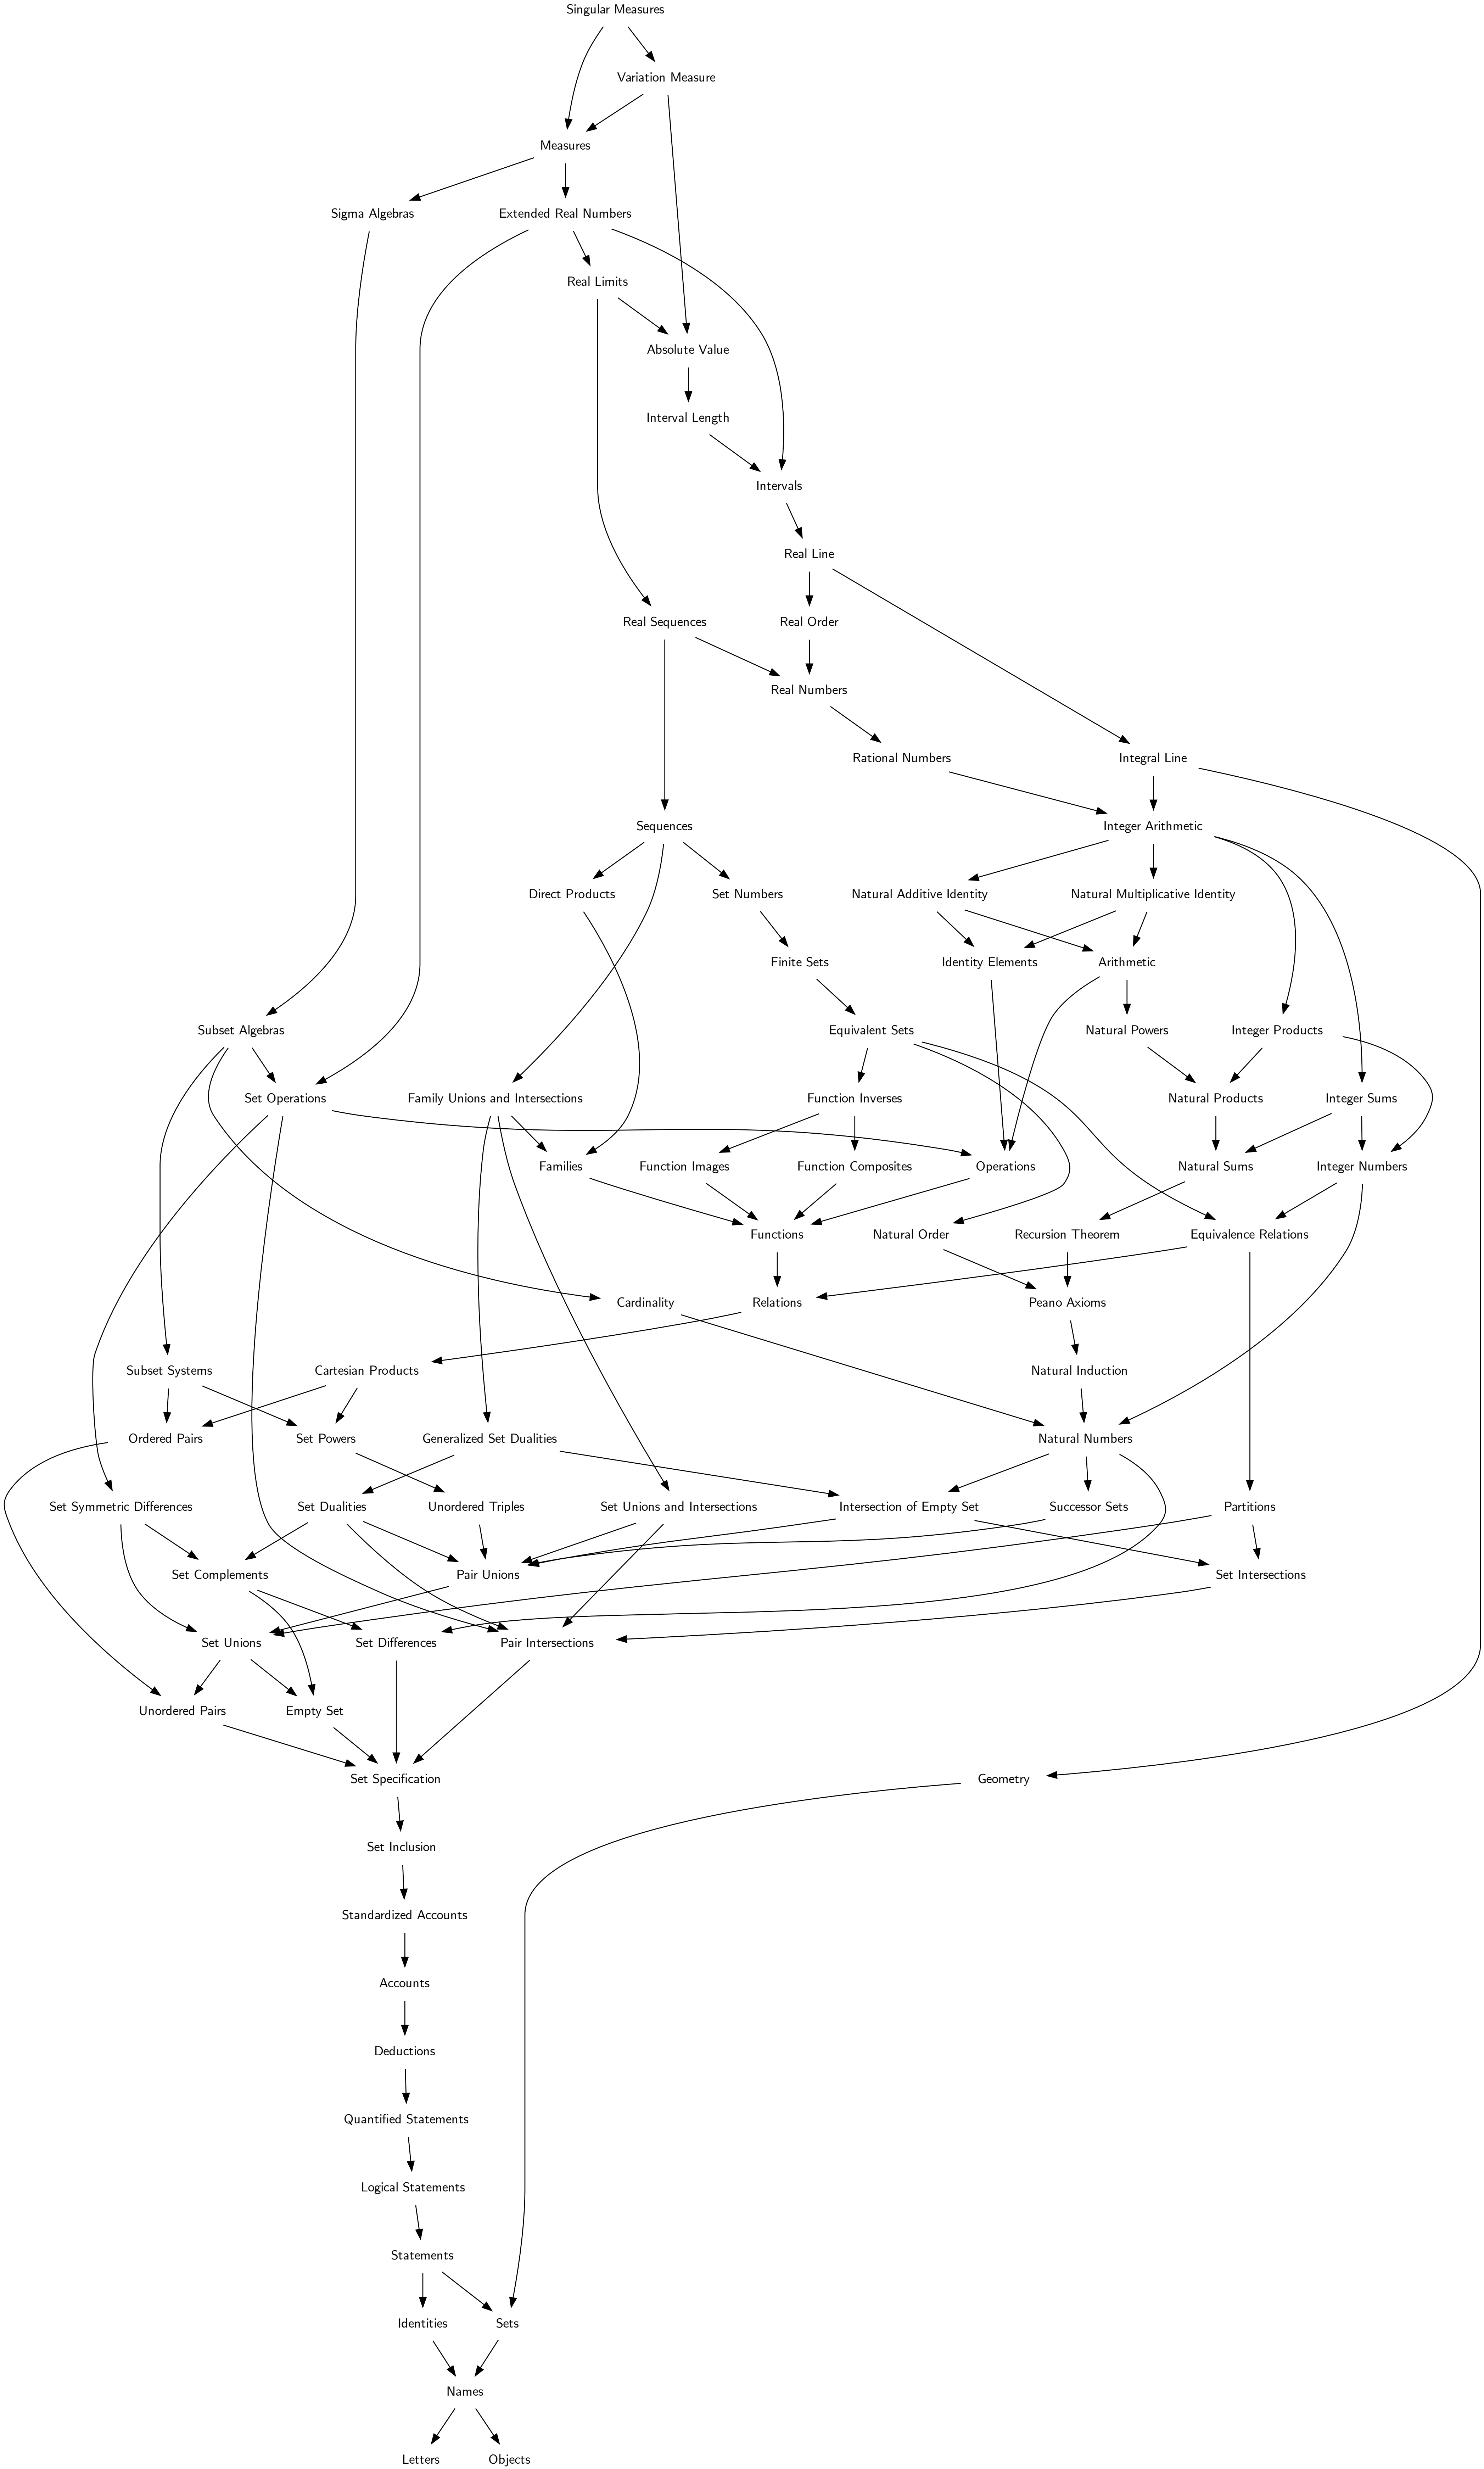 Singular Measures
Variation Measure
Measures
Sigma Algebras
Extended Real Numbers
Real Limits
Absolute Value
Interval Length
Intervals
Real Line
Real Sequences
Real Order
Real Numbers
Rational Numbers
Integral Line
Sequences
Integer Arithmetic
Direct Products
Set Numbers
Natural Additive Identity
Natural Multiplicative Identity
Finite Sets
Identity Elements
Arithmetic
Subset Algebras
Equivalent Sets
Natural Powers
Integer Products
Set Operations
Family Unions and Intersections
Function Inverses
Natural Products
Integer Sums
Families
Function Images
Function Composites
Operations
Natural Sums
Integer Numbers
Functions
Natural Order
Recursion Theorem
Equivalence Relations
Cardinality
Relations
Peano Axioms
Subset Systems
Cartesian Products
Natural Induction
Ordered Pairs
Set Powers
Generalized Set Dualities
Natural Numbers
Set Symmetric Differences
Set Dualities
Unordered Triples
Set Unions and Intersections
Intersection of Empty Set
Successor Sets
Partitions
Set Complements
Pair Unions
Set Intersections
Set Unions
Set Differences
Pair Intersections
Unordered Pairs
Empty Set
Set Specification
Geometry
Set Inclusion
Standardized Accounts
Accounts
Deductions
Quantified Statements
Logical Statements
Statements
Identities
Sets
Names
Letters
Objects